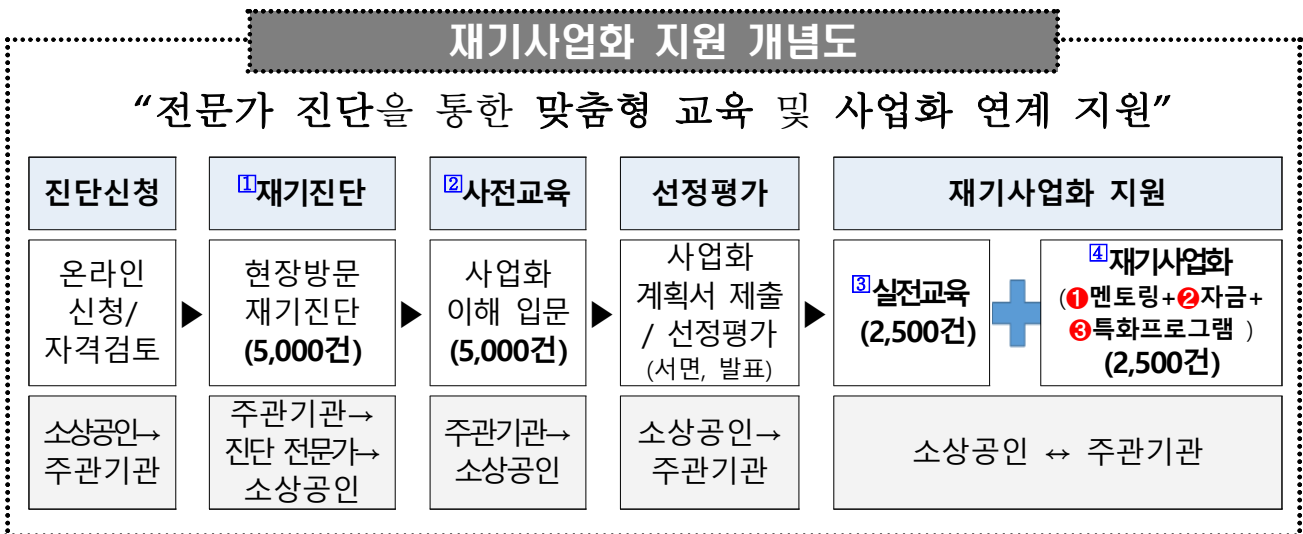 재기사업화 지원 개념도
“전문가 진단을 통한 맞춤형 교육 및 사업화 연계 지원”
진단신청
1재기진단
2사전교육
선정평가
재기사업화 지원
온라인
신청/
자격검토
▶
현장방문
재기진단
(5,000건)
▶
사업화
이해 입문
(5,000건)
▶
사업화
계획서 제출
/ 선정평가
(서면, 발표)
▶
3실전교육
(2,500건)
4재기사업화
(❶멘토링+❷자금+
❸특화프로그램 )
(2,500건)
소상공인→
주관기관
주관기관→
진단 전문가→
소상공인
주관기관→
소상공인
소상공인→
주관기관
소상공인 ↔ 주관기관